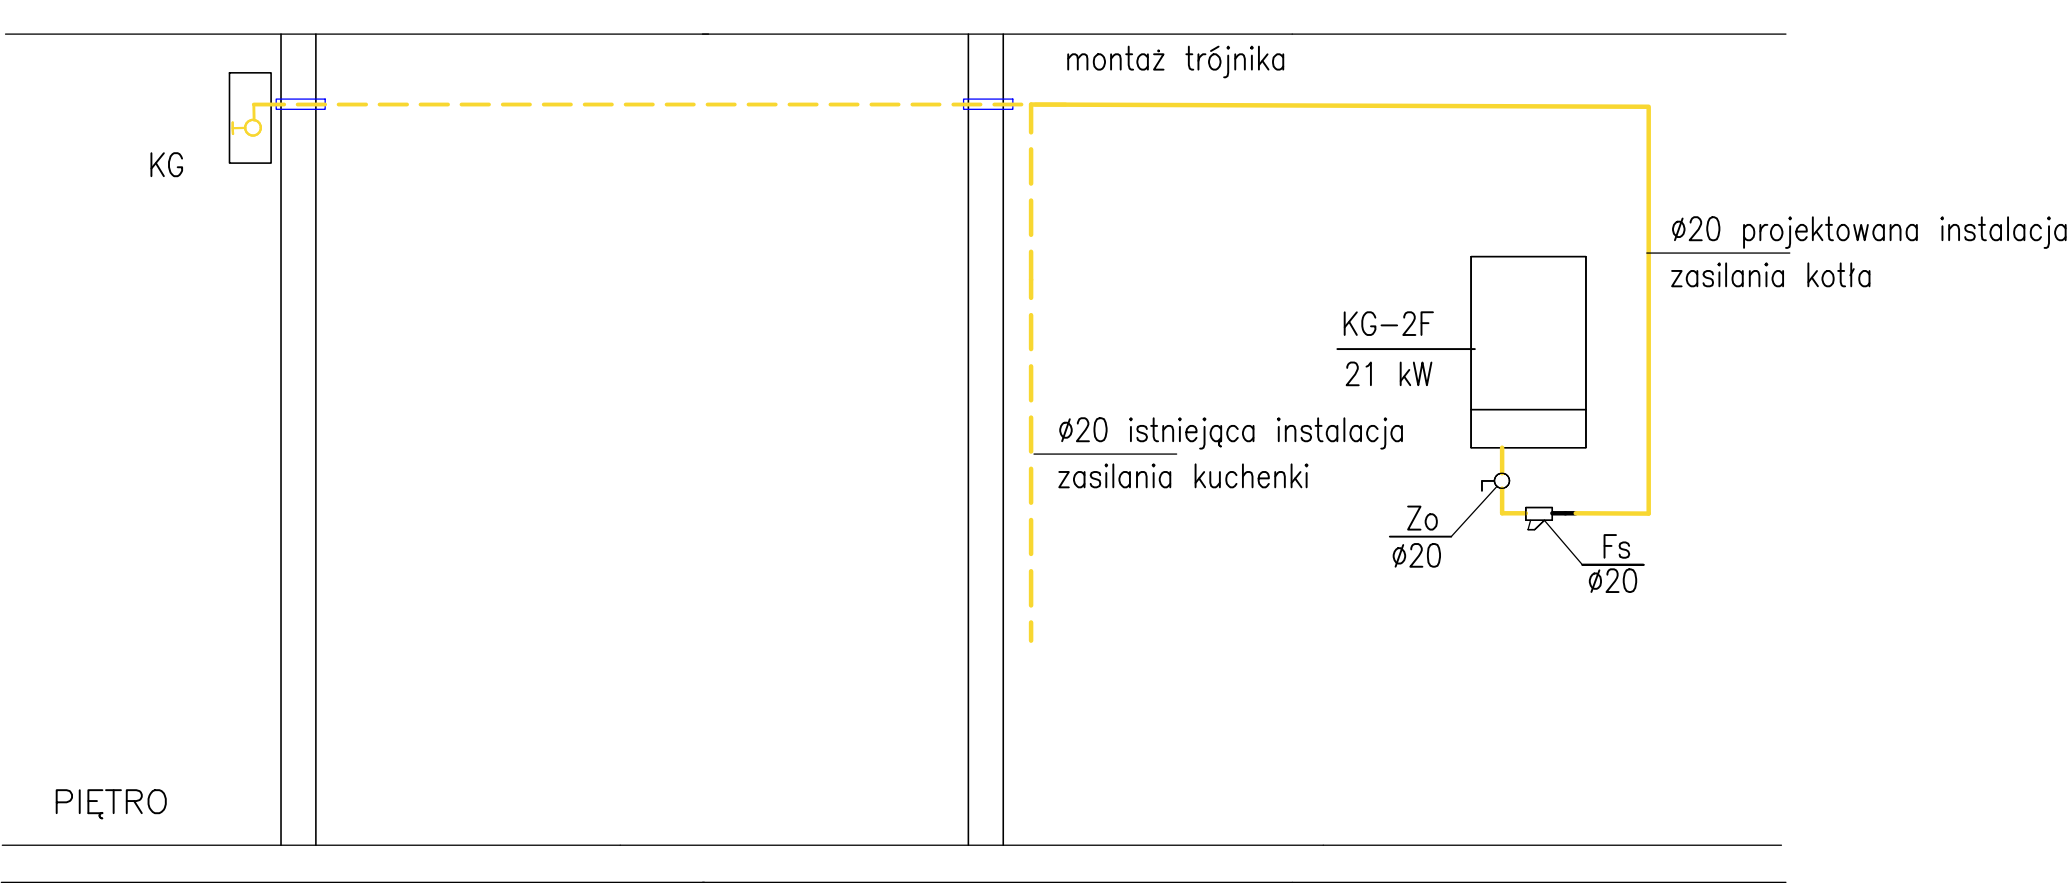 montaż trójnika
KG
ø20 projektowana instalacja
zasilania kotła
KG-2F
21 kW
ø20 istniejąca instalacja
zasilania kuchenki
Zo
ø20
Fs
ø20
PIĘTRO